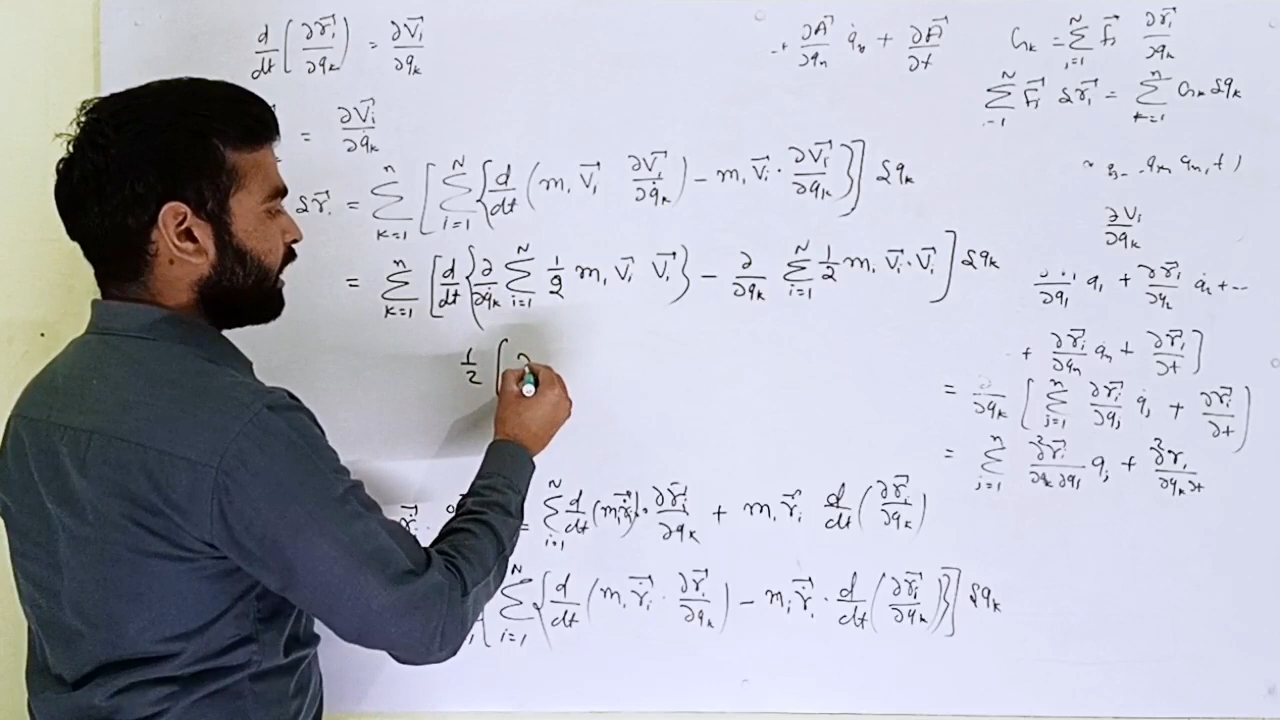 d/dt (∂r⃗ᵢ/∂qₖ) = ∂V⃗ᵢ/∂qₖ
= ∂V⃗ᵢ/∂q̇ₖ
δr⃗ᵢ = Σₖ₌₁ⁿ [Σᵢ₌₁ᴺ {d/dt (mᵢ V⃗ᵢ ∂V⃗ᵢ/∂q̇ₖ) − mᵢ V⃗ᵢ · ∂V⃗ᵢ/∂qₖ}] δqₖ
= Σₖ₌₁ⁿ [d/dt {∂/∂q̇ₖ Σᵢ₌₁ᴺ 1/2 mᵢ V⃗ᵢ V⃗ᵢ} − ∂/∂qₖ Σᵢ₌₁ᴺ 1/2 mᵢ V⃗ᵢ · V⃗ᵢ] δqₖ
1/2 [
r⃗ᵢ · = Σᵢ₌₁ᴺ d/dt (mᵢ r⃗̇ᵢ) · ∂r⃗ᵢ/∂qₖ + mᵢ r⃗̇ᵢ d/dt (∂r⃗ᵢ/∂qₖ)
[Σᵢ₌₁ᴺ {d/dt (mᵢ r⃗̇ᵢ · ∂r⃗ᵢ/∂qₖ) − mᵢ r⃗̇ᵢ · d/dt (∂r⃗ᵢ/∂qₖ)}] δqₖ
+ ∂A⃗/∂qₙ q̇ₙ + ∂A⃗/∂t
Gₖ = Σᵢ₌₁ᴺ F⃗ᵢ ∂r⃗ᵢ/∂qₖ
Σᵢ₌₁ᴺ F⃗ᵢ δr⃗ᵢ = Σₖ₌₁ⁿ Gₖ δqₖ
∂Vᵢ/∂qₖ
/∂q₁ q̇₁ + ∂r⃗ᵢ/∂q₂ q̇₂ + ...
+ ∂r⃗ᵢ/∂qₙ q̇ₙ + ∂r⃗ᵢ/∂t]
= ∂/∂qₖ [Σⱼ₌₁ⁿ ∂r⃗ᵢ/∂qⱼ q̇ⱼ + ∂r⃗ᵢ/∂t]
= Σⱼ₌₁ⁿ ∂²r⃗ᵢ/∂qₖ∂qⱼ q̇ⱼ + ∂²rᵢ/∂qₖ∂t